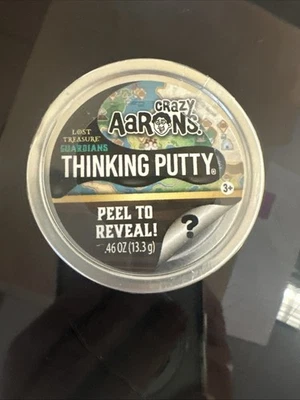 CRAZY
AARONS.
LOST
TREASURE
GUARDIANS
THINKING PUTTY®
3+
PEEL TO
REVEAL!
.46 OZ (13.3 g)
?